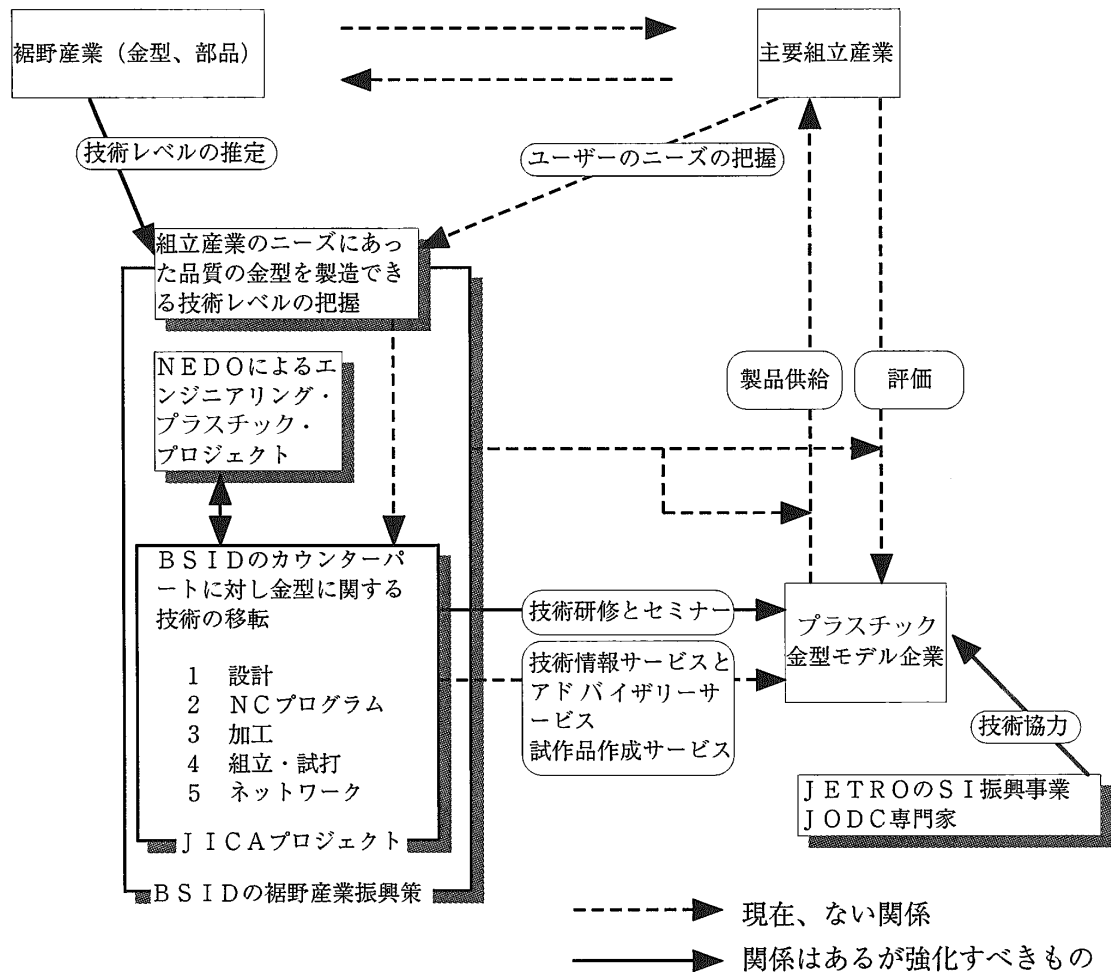 裾野産業（金型、部品）
主要組立産業
技術レベルの推定
ユーザーのニーズの把握
組立産業のニーズにあっ
た品質の金型を製造でき
る技術レベルの把握
ＮＥＤＯによるエ
ンジニアリング・
プラスチック・
プロジェクト
製品供給
評価
ＢＳＩＤのカウンターパ
ートに対し金型に関する
技術の移転
1 設計
2 ＮＣプログラム
3 加工
4 組立・試打
5 ネットワーク
ＪＩＣＡプロジェクト
ＢＳＩＤの裾野産業振興策
技術研修とセミナー
技術情報サービスと
アドバイザリーサ
ービス
試作品作成サービス
プラスチック
金型モデル企業
技術協力
ＪＥＴＲＯのＳＩ振興事業
ＪＯＤＣ専門家
現在、ない関係
関係はあるが強化すべきもの